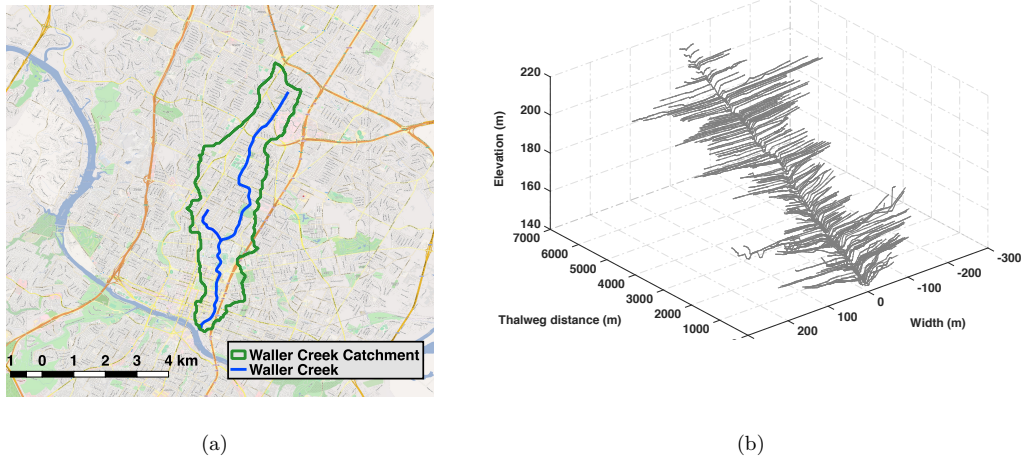 1 0 1 2 3 4 km
Waller Creek Catchment
Waller Creek
(a)
220
200
180
160
140
Elevation (m)
7000
6000
5000
4000
3000
2000
1000
Thalweg distance (m)
200
100
0
-100
-200
-300
Width (m)
(b)